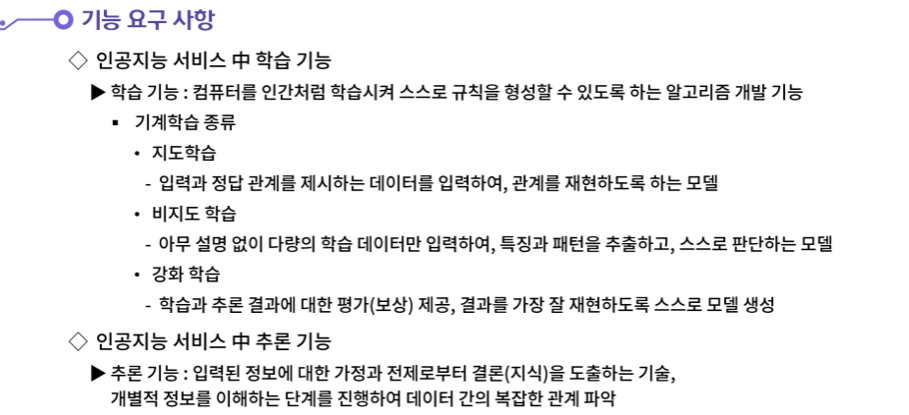 기능 요구 사항
◇ 인공지능 서비스 中 학습 기능
▶ 학습 기능 : 컴퓨터를 인간처럼 학습시켜 스스로 규칙을 형성할 수 있도록 하는 알고리즘 개발 기능
▪ 기계학습 종류
• 지도학습
- 입력과 정답 관계를 제시하는 데이터를 입력하여, 관계를 재현하도록 하는 모델
• 비지도 학습
- 아무 설명 없이 다량의 학습 데이터만 입력하여, 특징과 패턴을 추출하고, 스스로 판단하는 모델
• 강화 학습
- 학습과 추론 결과에 대한 평가(보상) 제공, 결과를 가장 잘 재현하도록 스스로 모델 생성
◇ 인공지능 서비스 中 추론 기능
▶ 추론 기능 : 입력된 정보에 대한 가정과 전제로부터 결론(지식)을 도출하는 기술,
개별적 정보를 이해하는 단계를 진행하여 데이터 간의 복잡한 관계 파악